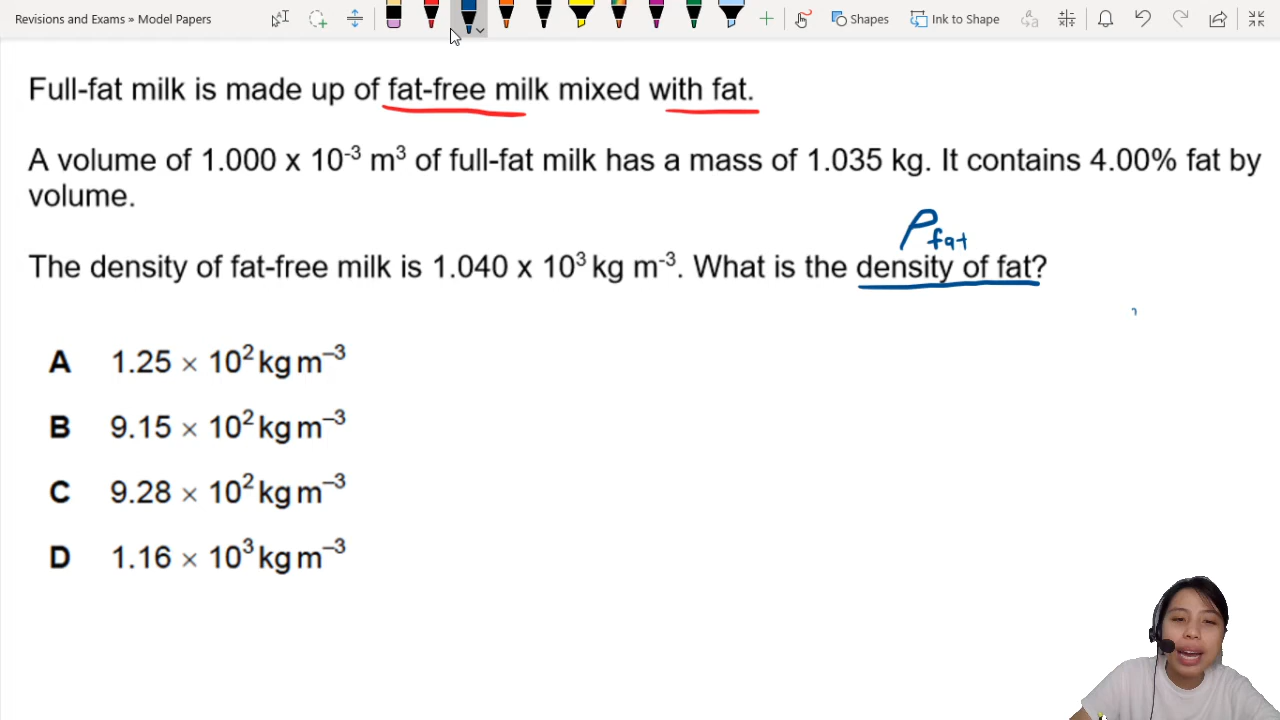 Revisions and Exams » Model Papers
Shapes
Ink to Shape
Full-fat milk is made up of fat-free milk mixed with fat.
A volume of 1.000 x 10⁻³ m³ of full-fat milk has a mass of 1.035 kg. It contains 4.00% fat by
volume.
ρfat
The density of fat-free milk is 1.040 x 10³ kg m⁻³. What is the density of fat?
A 1.25 × 10² kg m⁻³
B 9.15 × 10² kg m⁻³
C 9.28 × 10² kg m⁻³
D 1.16 × 10³ kg m⁻³